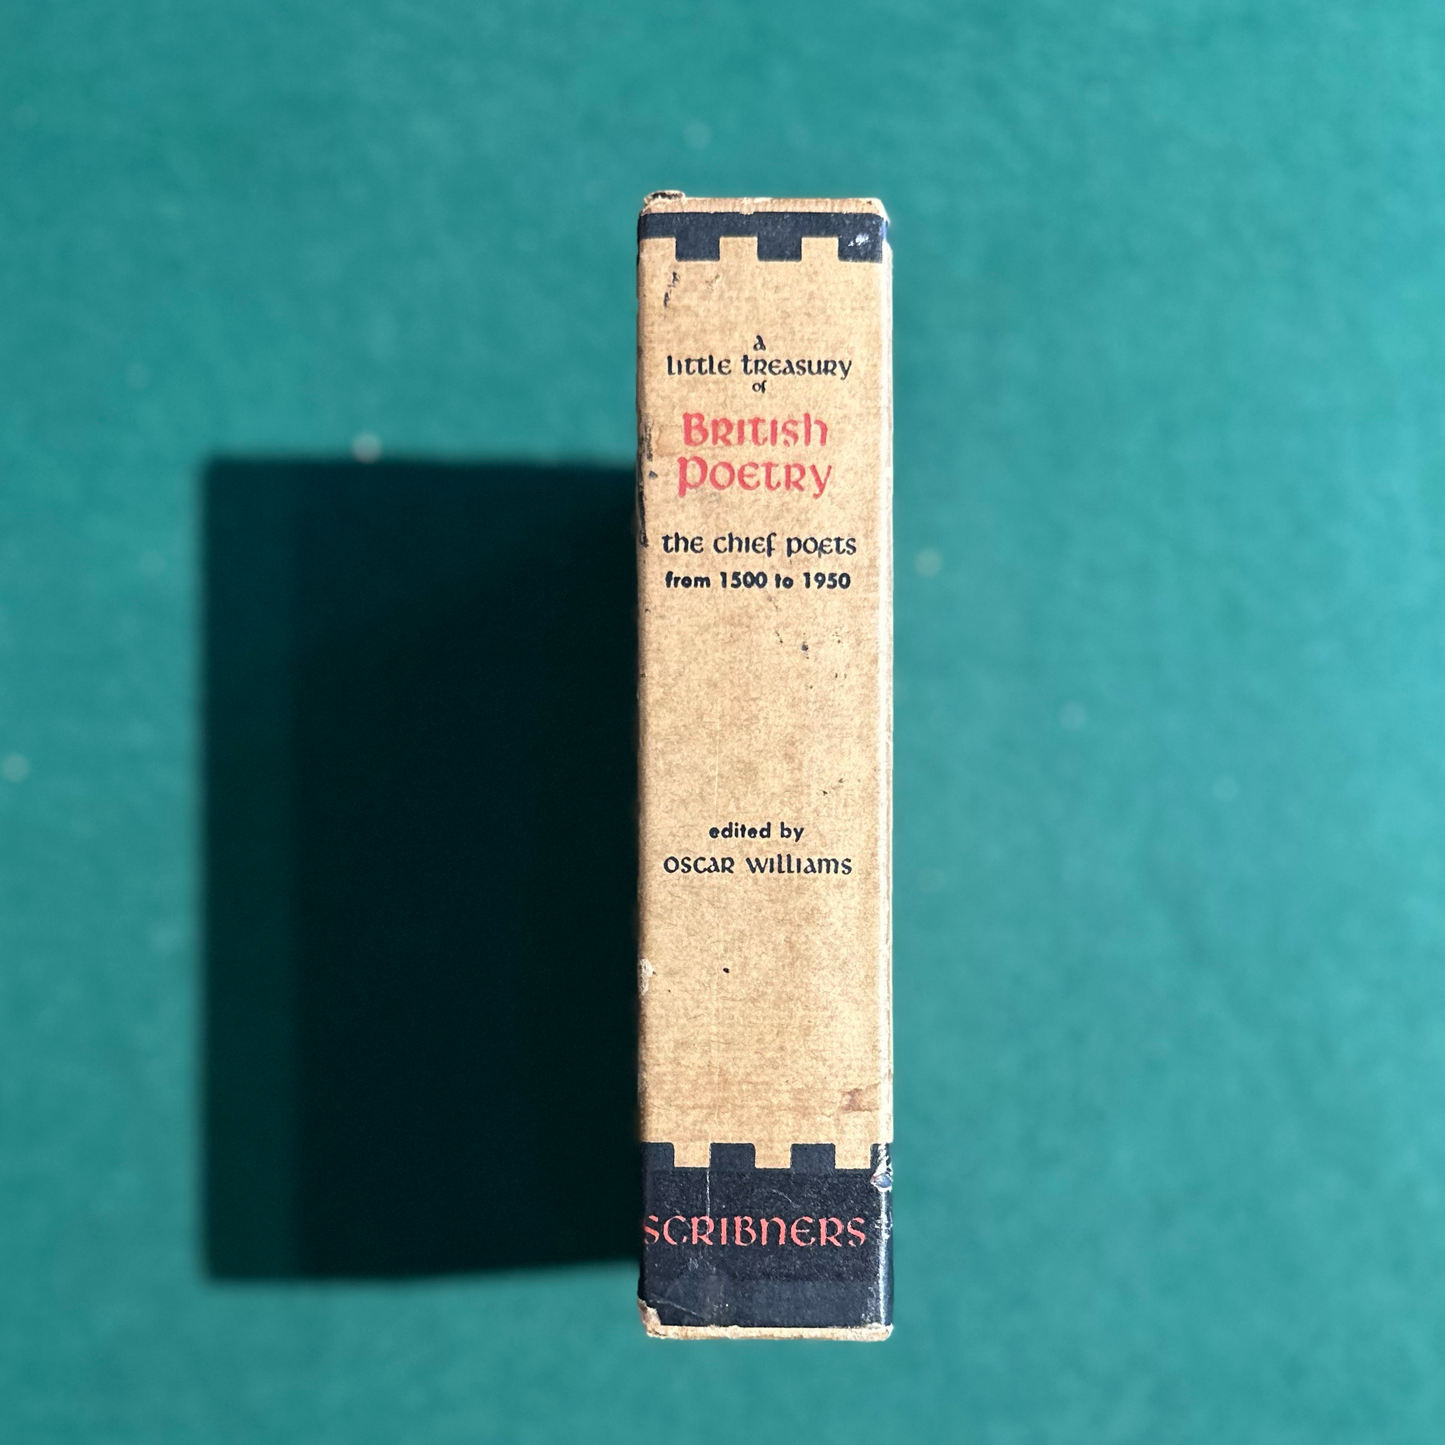 a
little treasury
of
British
Poetry
the chief poets
from 1500 to 1950
edited by
oscar williams
SCRIBNERS